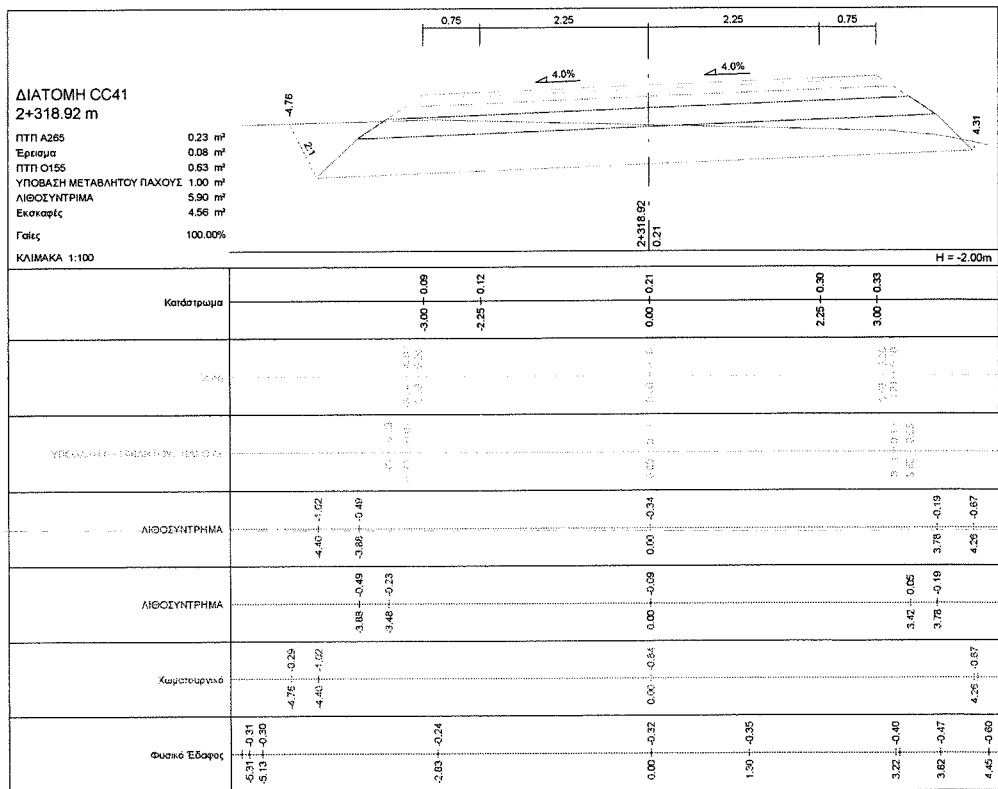 0.75 2.25 2.25 0.75
4.0% 4.0%
ΔΙΑΤΟΜΗ CC41
2+318.92 m
-4.76
2:1
4.31
ΠΤΠ Α265 0.23 m²
Έρεισμα 0.08 m²
ΠΤΠ Ο155 0.63 m²
ΥΠΟΒΑΣΗ ΜΕΤΑΒΛΗΤΟΥ ΠΑΧΟΥΣ 1.00 m²
ΛΙΘΟΣΥΝΤΡΙΜΑ 5.90 m²
Εκσκαφές 4.56 m²
Γαίες 100.00%
2+318.92
0.21
ΚΛΙΜΑΚΑ 1:100
H = -2.00m
Κατάστρωμα
-3.00 0.09
-2.25 0.12
0.00 0.21
2.25 0.30
3.00 0.33
ΛΙΘΟΣΥΝΤΡΗΜΑ
-4.40 -1.02
-3.88 -0.49
0.00 -0.34
3.78 -0.19
4.26 -0.67
ΛΙΘΟΣΥΝΤΡΗΜΑ
-3.88 -0.49
-3.48 -0.23
0.00 -0.09
3.42 0.05
3.78 -0.19
Χωματουργικό
-4.76 -0.29
-4.40 -1.02
0.00 -0.84
4.26 -0.67
Φυσικό Έδαφος
-5.31 -0.31
-5.13 -0.30
-2.83 -0.24
0.00 -0.32
1.30 -0.35
3.22 -0.40
3.82 -0.47
4.45 -0.60